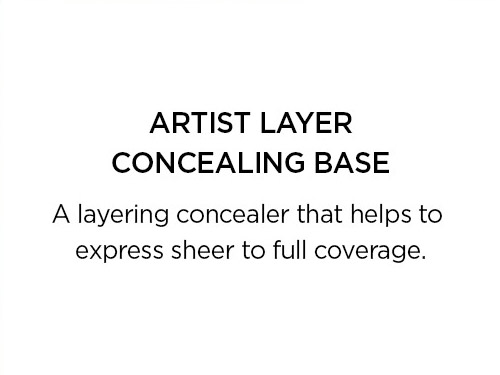 ARTIST LAYER
CONCEALING BASE
A layering concealer that helps to
express sheer to full coverage.